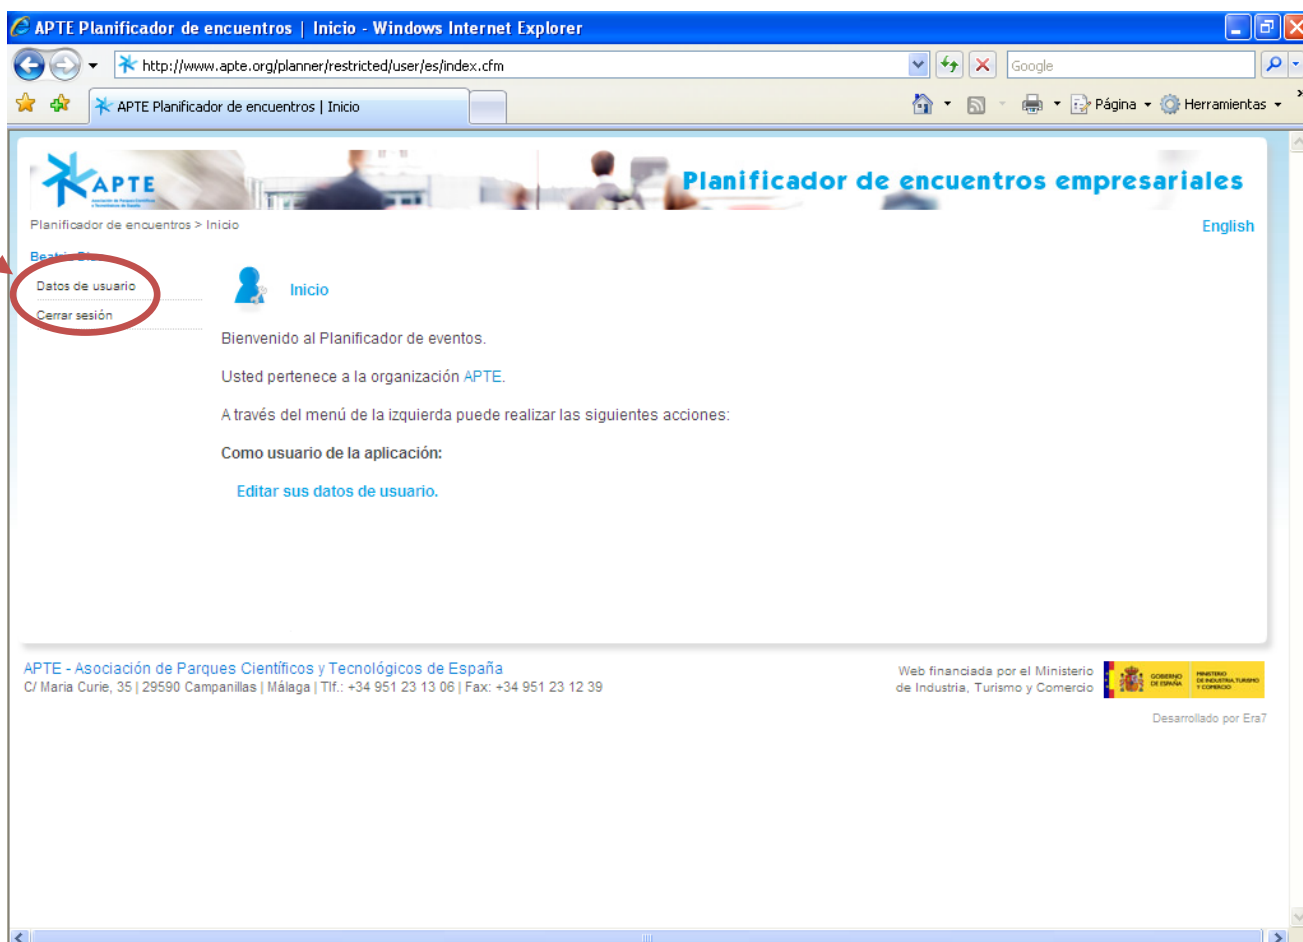 APTE Planificador de encuentros | Inicio - Windows Internet Explorer
http://www.apte.org/planner/restricted/user/es/index.cfm
Google
APTE Planificador de encuentros | Inicio
Página
Herramientas
APTE
Planificador de encuentros empresariales
Planificador de encuentros > Inicio
English
Datos de usuario
Cerrar sesión
Inicio
Bienvenido al Planificador de eventos.
Usted pertenece a la organización APTE.
A través del menú de la izquierda puede realizar las siguientes acciones:
Como usuario de la aplicación:
Editar sus datos de usuario.
APTE - Asociación de Parques Científicos y Tecnológicos de España
C/ Maria Curie, 35 | 29590 Campanillas | Málaga | Tlf.: +34 951 23 13 06 | Fax: +34 951 23 12 39
Web financiada por el Ministerio
de Industria, Turismo y Comercio
GOBIERNO
DE ESPAÑA
MINISTERIO
DE INDUSTRIA, TURISMO
Y COMERCIO
Desarrollado por Era7